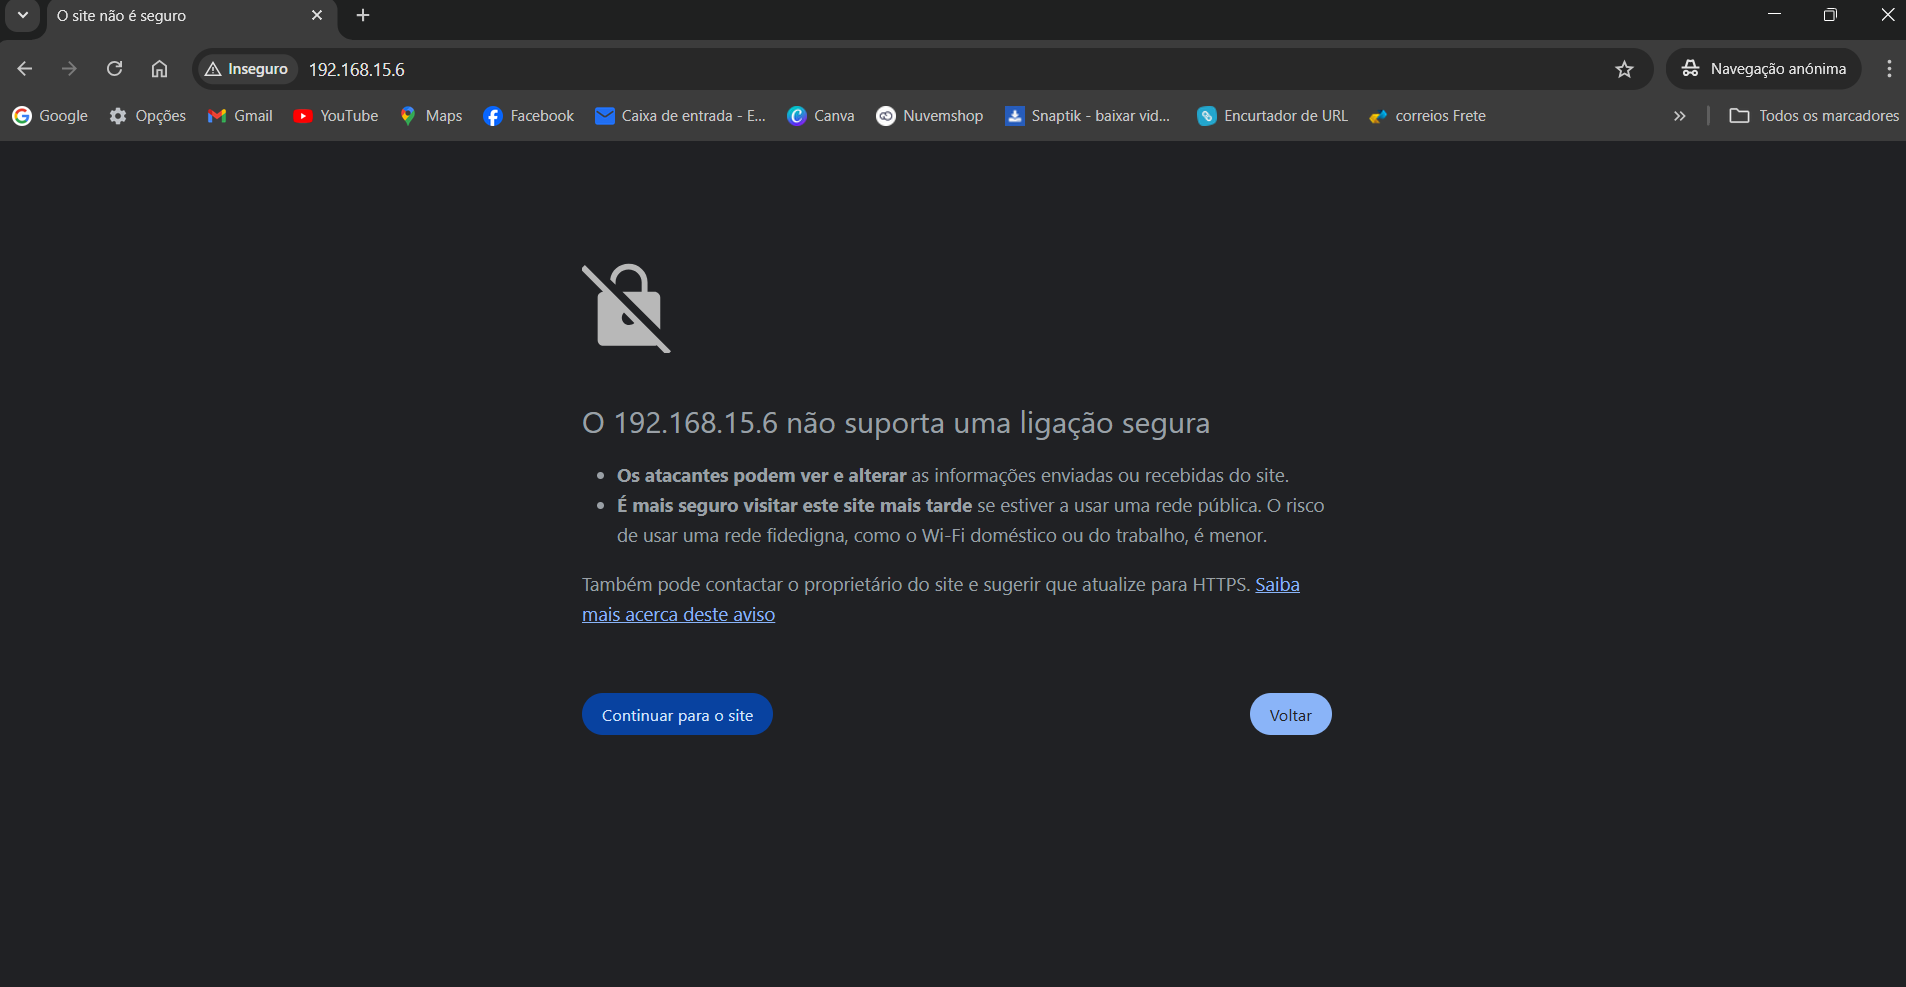 O site não é seguro
Inseguro 192.168.15.6 Navegação anónima
Google Opções Gmail YouTube Maps Facebook Caixa de entrada - E... Canva Nuvemshop Snaptik - baixar vid... Encurtador de URL correios Frete » Todos os marcadores
O 192.168.15.6 não suporta uma ligação segura
• Os atacantes podem ver e alterar as informações enviadas ou recebidas do site.
• É mais seguro visitar este site mais tarde se estiver a usar uma rede pública. O risco
de usar uma rede fidedigna, como o Wi-Fi doméstico ou do trabalho, é menor.
Também pode contactar o proprietário do site e sugerir que atualize para HTTPS. Saiba
mais acerca deste aviso
Continuar para o site Voltar